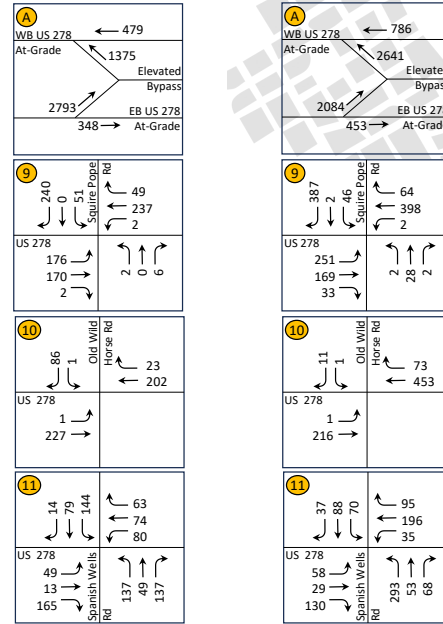 A
WB US 278
At-Grade
479
1375
Elevated
Bypass
2793
EB US 278
348
At-Grade
9
240
0
51
Squire Pope
Rd
49
237
2
US 278
176
170
2
2
0
6
10
86
1
Old Wild
Horse Rd
23
202
US 278
1
227
11
14
79
144
63
74
80
US 278
49
13
165
Spanish Wells
Rd
137
49
137
A
WB US 278
At-Grade
786
2641
Elevate
Bypas
2084
EB US 278
453
At-Grad
9
387
2
46
Squire Pope
Rd
64
398
2
US 278
251
169
33
2
28
2
10
11
1
Old Wild
Horse Rd
73
453
US 278
1
216
11
37
88
70
95
196
35
US 278
58
29
130
Spanish Wells
Rd
293
53
68